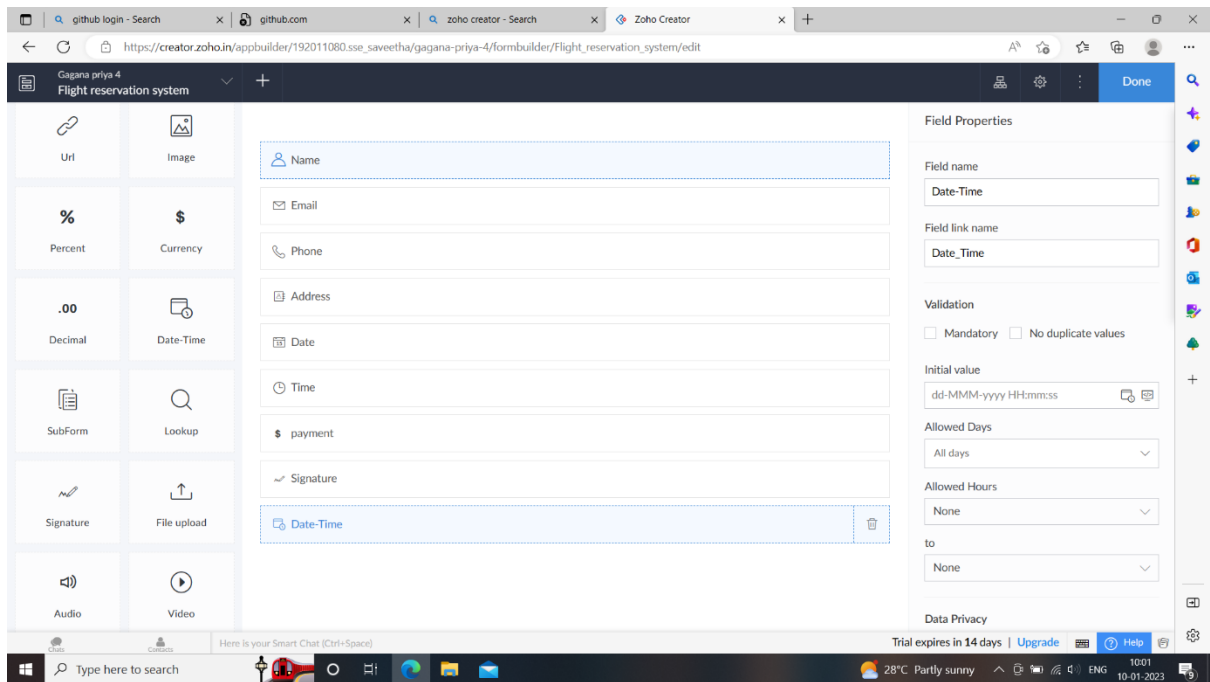 github login - Search
github.com
zoho creator - Search
Zoho Creator
https://creator.zoho.in/appbuilder/192011080.sse_saveetha/gagana-priya-4/formbuilder/Flight_reservation_system/edit
Gagana priya 4
Flight reservation system
Done
Url
Image
%
Percent
$
Currency
.00
Decimal
Date-Time
SubForm
Lookup
Signature
File upload
Audio
Video
Name
Email
Phone
Address
Date
Time
$ payment
Signature
Date-Time
Field Properties
Field name
Date-Time
Field link name
Date_Time
Validation
Mandatory
No duplicate values
Initial value
dd-MMM-yyyy HH:mm:ss
Allowed Days
All days
Allowed Hours
None
to
None
Data Privacy
Chats
Contacts
Here is your Smart Chat (Ctrl+Space)
Trial expires in 14 days | Upgrade
? Help
Type here to search
28°C Partly sunny
ENG
10:01
10-01-2023